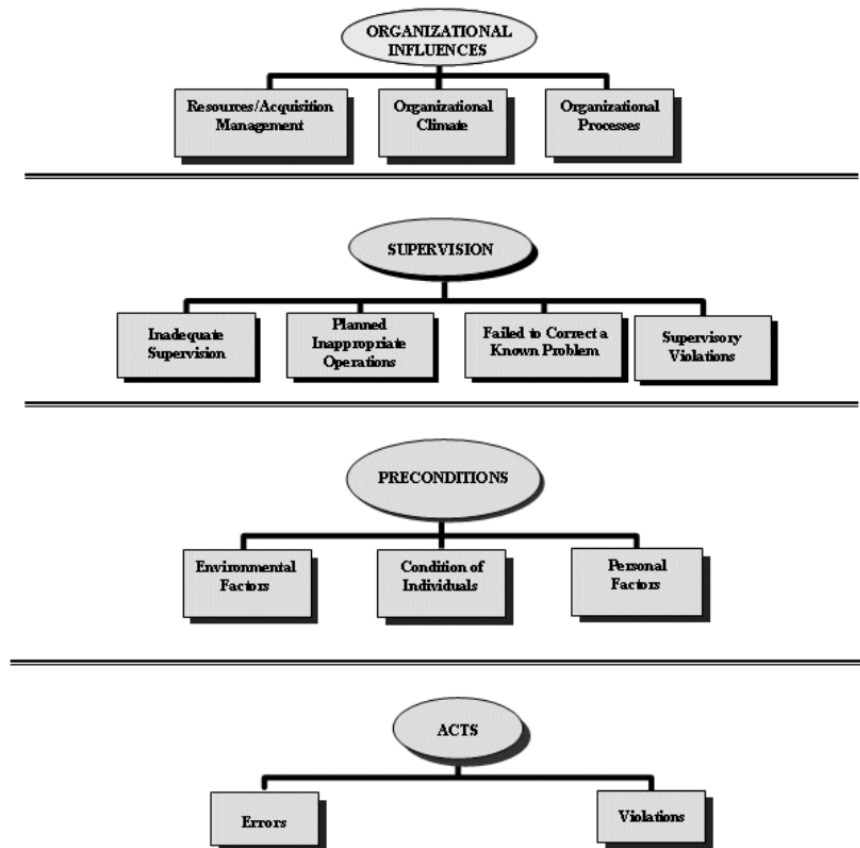 ORGANIZATIONAL
INFLUENCES
Resources/Acquisition
Management
Organizational
Climate
Organizational
Processes
SUPERVISION
Inadequate
Supervision
Planned
Inappropriate
Operations
Failed to Correct a
Known Problem
Supervisory
Violations
PRECONDITIONS
Environmental
Factors
Condition of
Individuals
Personal
Factors
ACTS
Errors
Violations